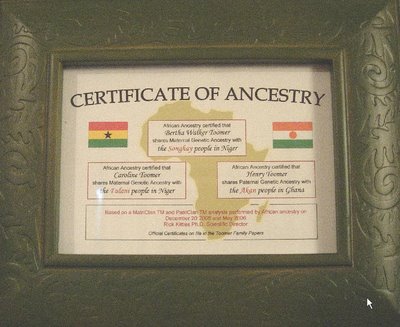 CERTIFICATE OF ANCESTRY
African Ancestry certified that
Bertha Walker Toomer
shares Maternal Genetic Ancestry with
the Songhay people in Niger
African Ancestry certified that
Carolina Toomer
shares Maternal Genetic Ancestry with
the Fulani people in Niger
African Ancestry certified that
Henry Toomer
shares Paternal Genetic Ancestry with
the Akan people in Ghana
Based on a MatriClan TM and PatriClan TM analysis performed by African ancestry on
December 20 2005 and May 2006
Rick Kittles Ph.D, Scientific Director
Official Certificates on file in the Toomer Family Papers